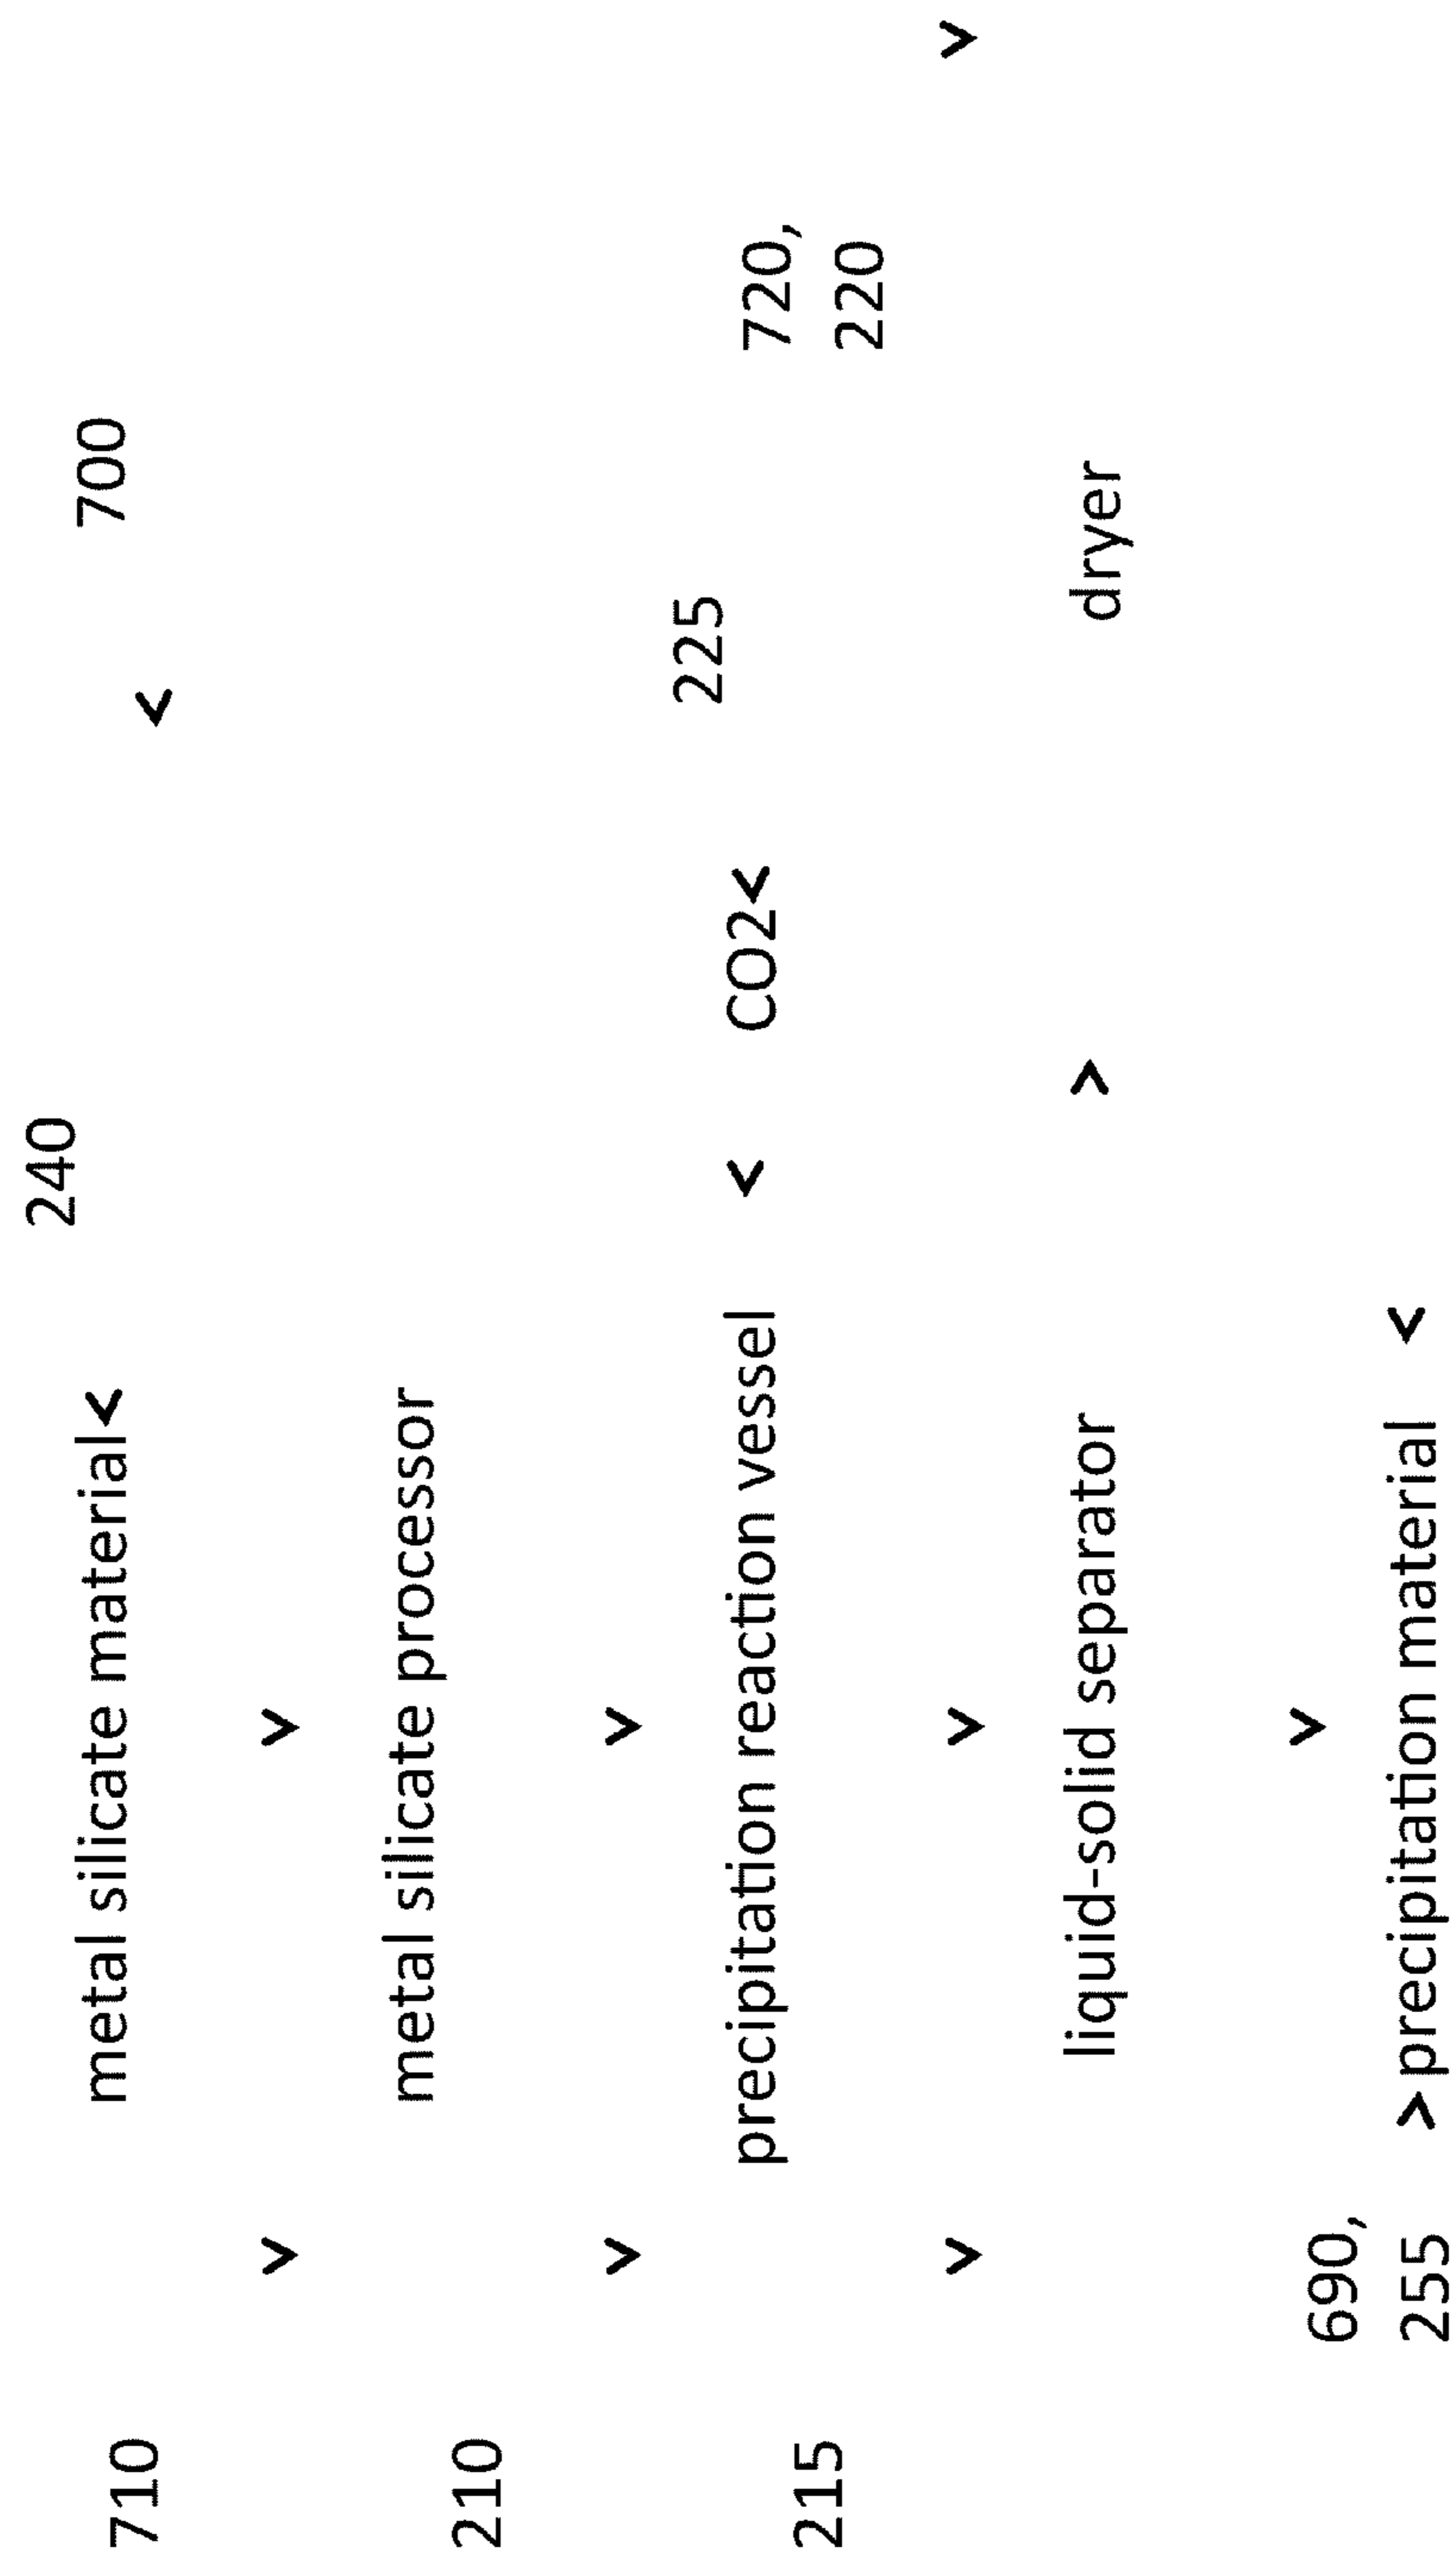 240
metal silicate material
700
710
metal silicate processor
210
225
precipitation reaction vessel
CO2
720,
220
215
liquid-solid separator
dryer
690,
255
precipitation material